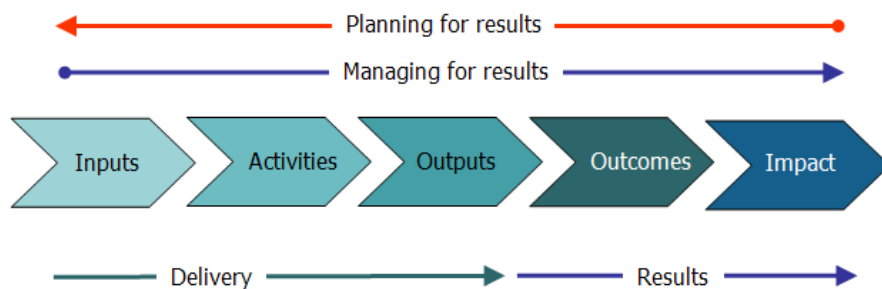 Planning for results
Managing for results
Inputs
Activities
Outputs
Outcomes
Impact
Delivery
Results